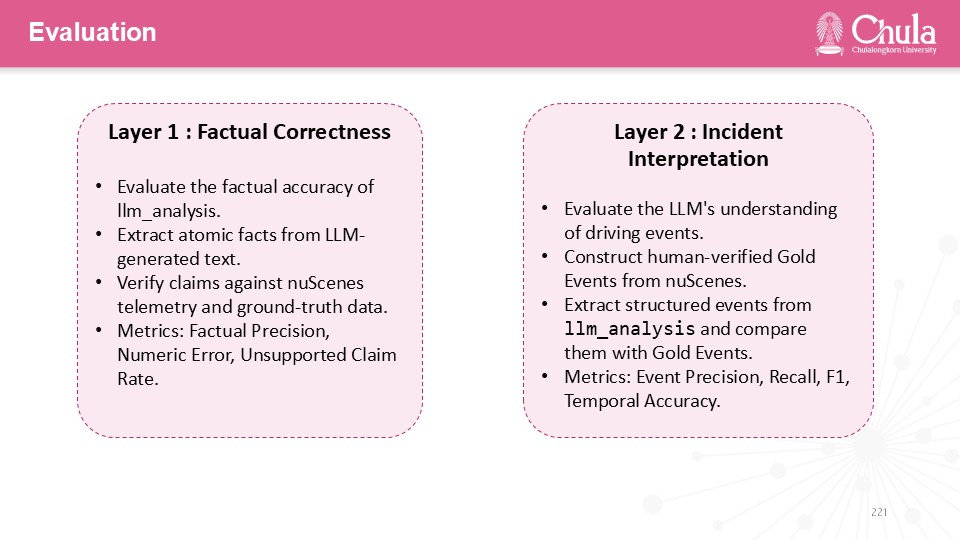 Evaluation
Chula
Chulalongkorn University
Layer 1 : Factual Correctness
• Evaluate the factual accuracy of
llm_analysis.
• Extract atomic facts from LLM-
generated text.
• Verify claims against nuScenes
telemetry and ground-truth data.
• Metrics: Factual Precision,
Numeric Error, Unsupported Claim
Rate.
Layer 2 : Incident
Interpretation
• Evaluate the LLM's understanding
of driving events.
• Construct human-verified Gold
Events from nuScenes.
• Extract structured events from
llm_analysis and compare
them with Gold Events.
• Metrics: Event Precision, Recall, F1,
Temporal Accuracy.
221